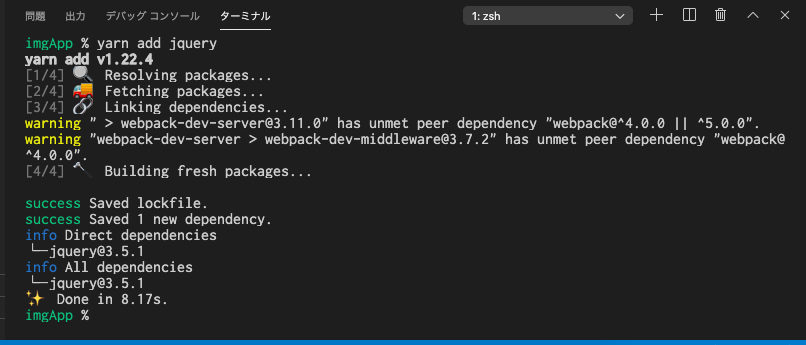 問題 出力 デバッグ コンソール ターミナル 1: zsh
imgApp % yarn add jquery
yarn add v1.22.4
[1/4] 🔍 Resolving packages...
[2/4] 🚚 Fetching packages...
[3/4] 🔗 Linking dependencies...
warning " > webpack-dev-server@3.11.0" has unmet peer dependency "webpack@^4.0.0 || ^5.0.0".
warning "webpack-dev-server > webpack-dev-middleware@3.7.2" has unmet peer dependency "webpack@
^4.0.0".
[4/4] 🔨 Building fresh packages...
success Saved lockfile.
success Saved 1 new dependency.
info Direct dependencies
└─jquery@3.5.1
info All dependencies
└─jquery@3.5.1
✨ Done in 8.17s.
imgApp %